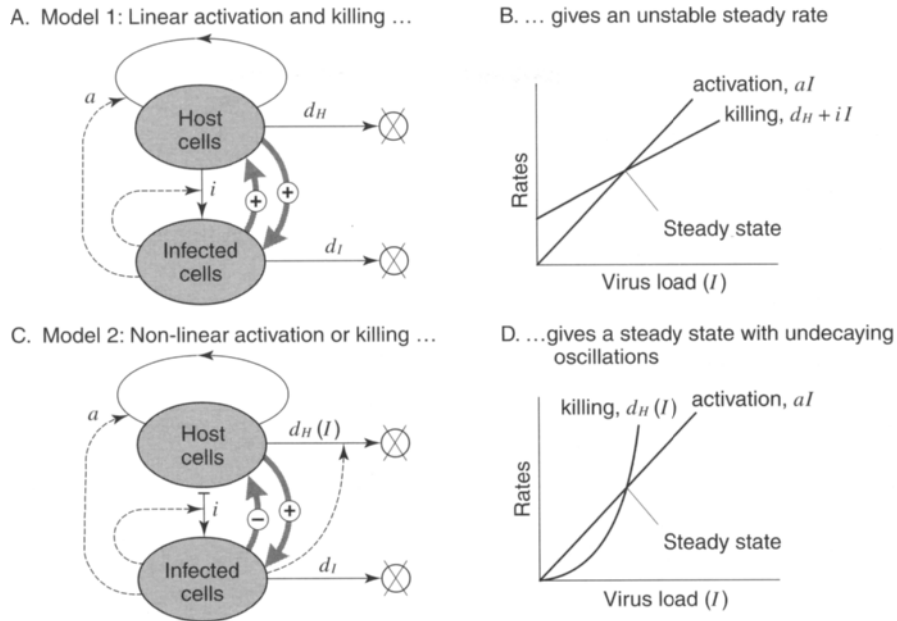 A. Model 1: Linear activation and killing ...
a
Host
cells
d_H
i
+
+
Infected
cells
d_I
B. ... gives an unstable steady rate
activation, aI
killing, d_H + iI
Rates
Steady state
Virus load (I)
C. Model 2: Non-linear activation or killing ...
a
Host
cells
d_H (I)
i
−
+
Infected
cells
d_I
D. ...gives a steady state with undecaying
oscillations
killing, d_H (I)
activation, aI
Rates
Steady state
Virus load (I)